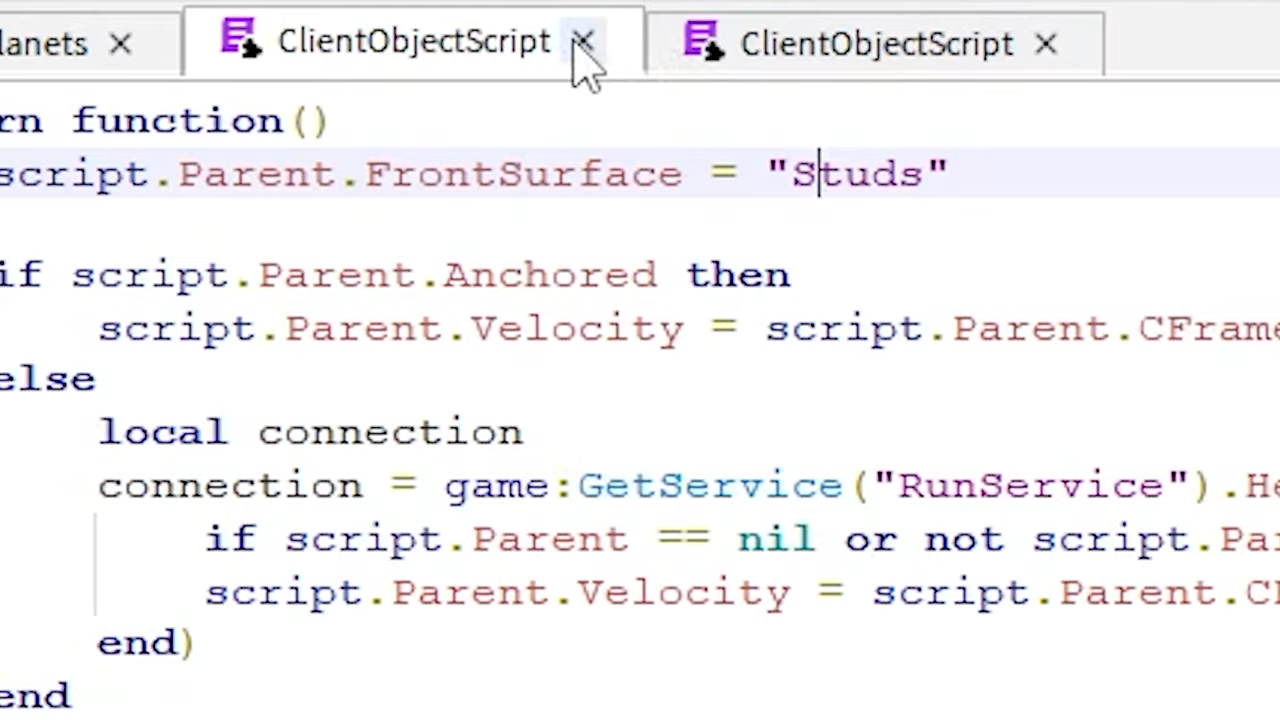 lanets ClientObjectScript ClientObjectScript
rn function()
script.Parent.FrontSurface = "Studs"
if script.Parent.Anchored then
script.Parent.Velocity = script.Parent.CFrame
else
local connection
connection = game:GetService("RunService").He
if script.Parent == nil or not script.Par
script.Parent.Velocity = script.Parent.CF
end)
end